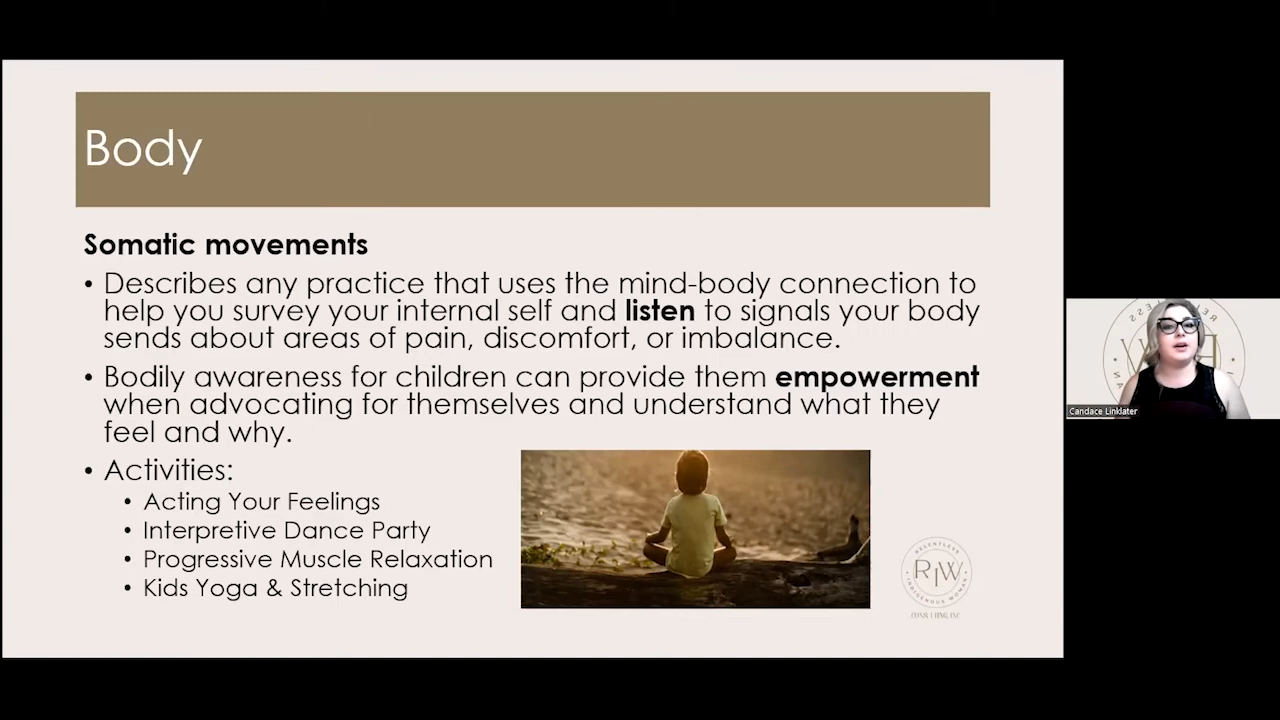 Body
Somatic movements
• Describes any practice that uses the mind-body connection to
help you survey your internal self and listen to signals your body
sends about areas of pain, discomfort, or imbalance.
• Bodily awareness for children can provide them empowerment
when advocating for themselves and understand what they
feel and why.
• Activities:
• Acting Your Feelings
• Interpretive Dance Party
• Progressive Muscle Relaxation
• Kids Yoga & Stretching
RELENTLESS
RIW
INDIGENOUS WOMAN
Candace Linklater